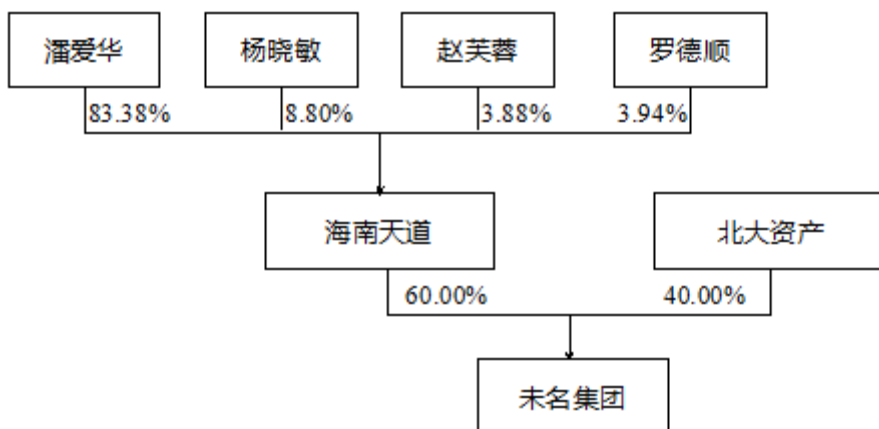 潘爱华 杨晓敏 赵芙蓉 罗德顺
83.38% 8.80% 3.88% 3.94%
海南天道 北大资产
60.00% 40.00%
未名集团